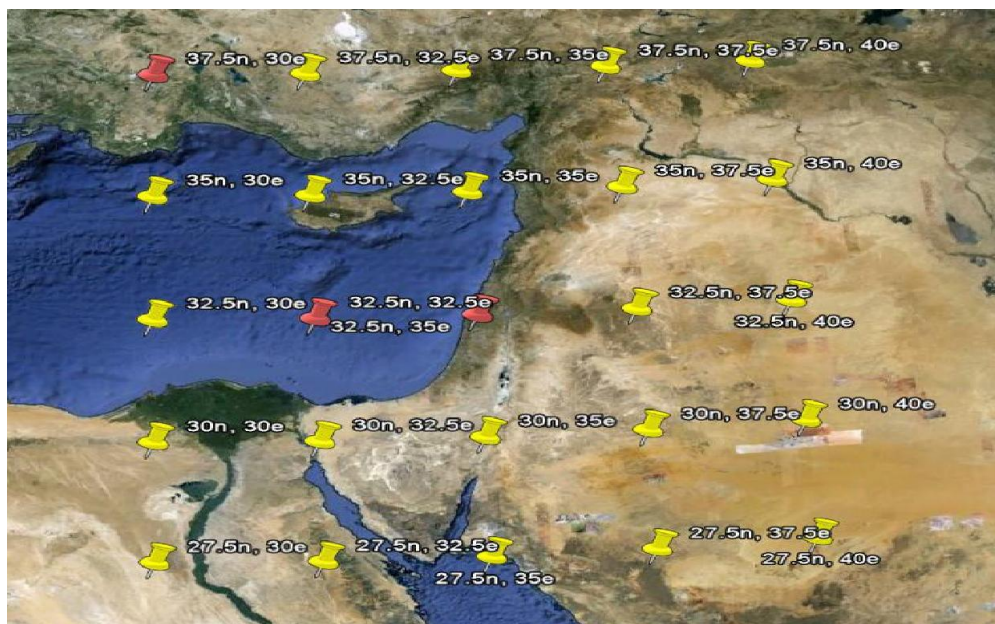 37.5n, 30e
37.5n, 32.5e
37.5n, 35e
37.5n, 37.5e
37.5n, 40e
35n, 30e
35n, 32.5e
35n, 35e
35n, 37.5e
35n, 40e
32.5n, 30e
32.5n, 32.5e
32.5n, 35e
32.5n, 37.5e
32.5n, 40e
30n, 30e
30n, 32.5e
30n, 35e
30n, 37.5e
30n, 40e
27.5n, 30e
27.5n, 32.5e
27.5n, 35e
27.5n, 37.5e
27.5n, 40e